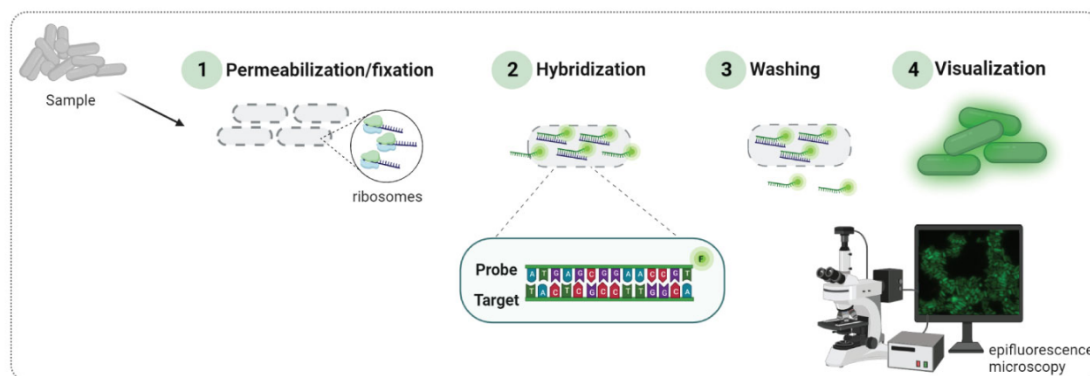 Sample
1 Permeabilization/fixation
ribosomes
2 Hybridization
Probe
A T G A G C G G A A C C G T
F
T A C T C G C C T T G G C A
Target
3 Washing
4 Visualization
epifluorescence
microscopy